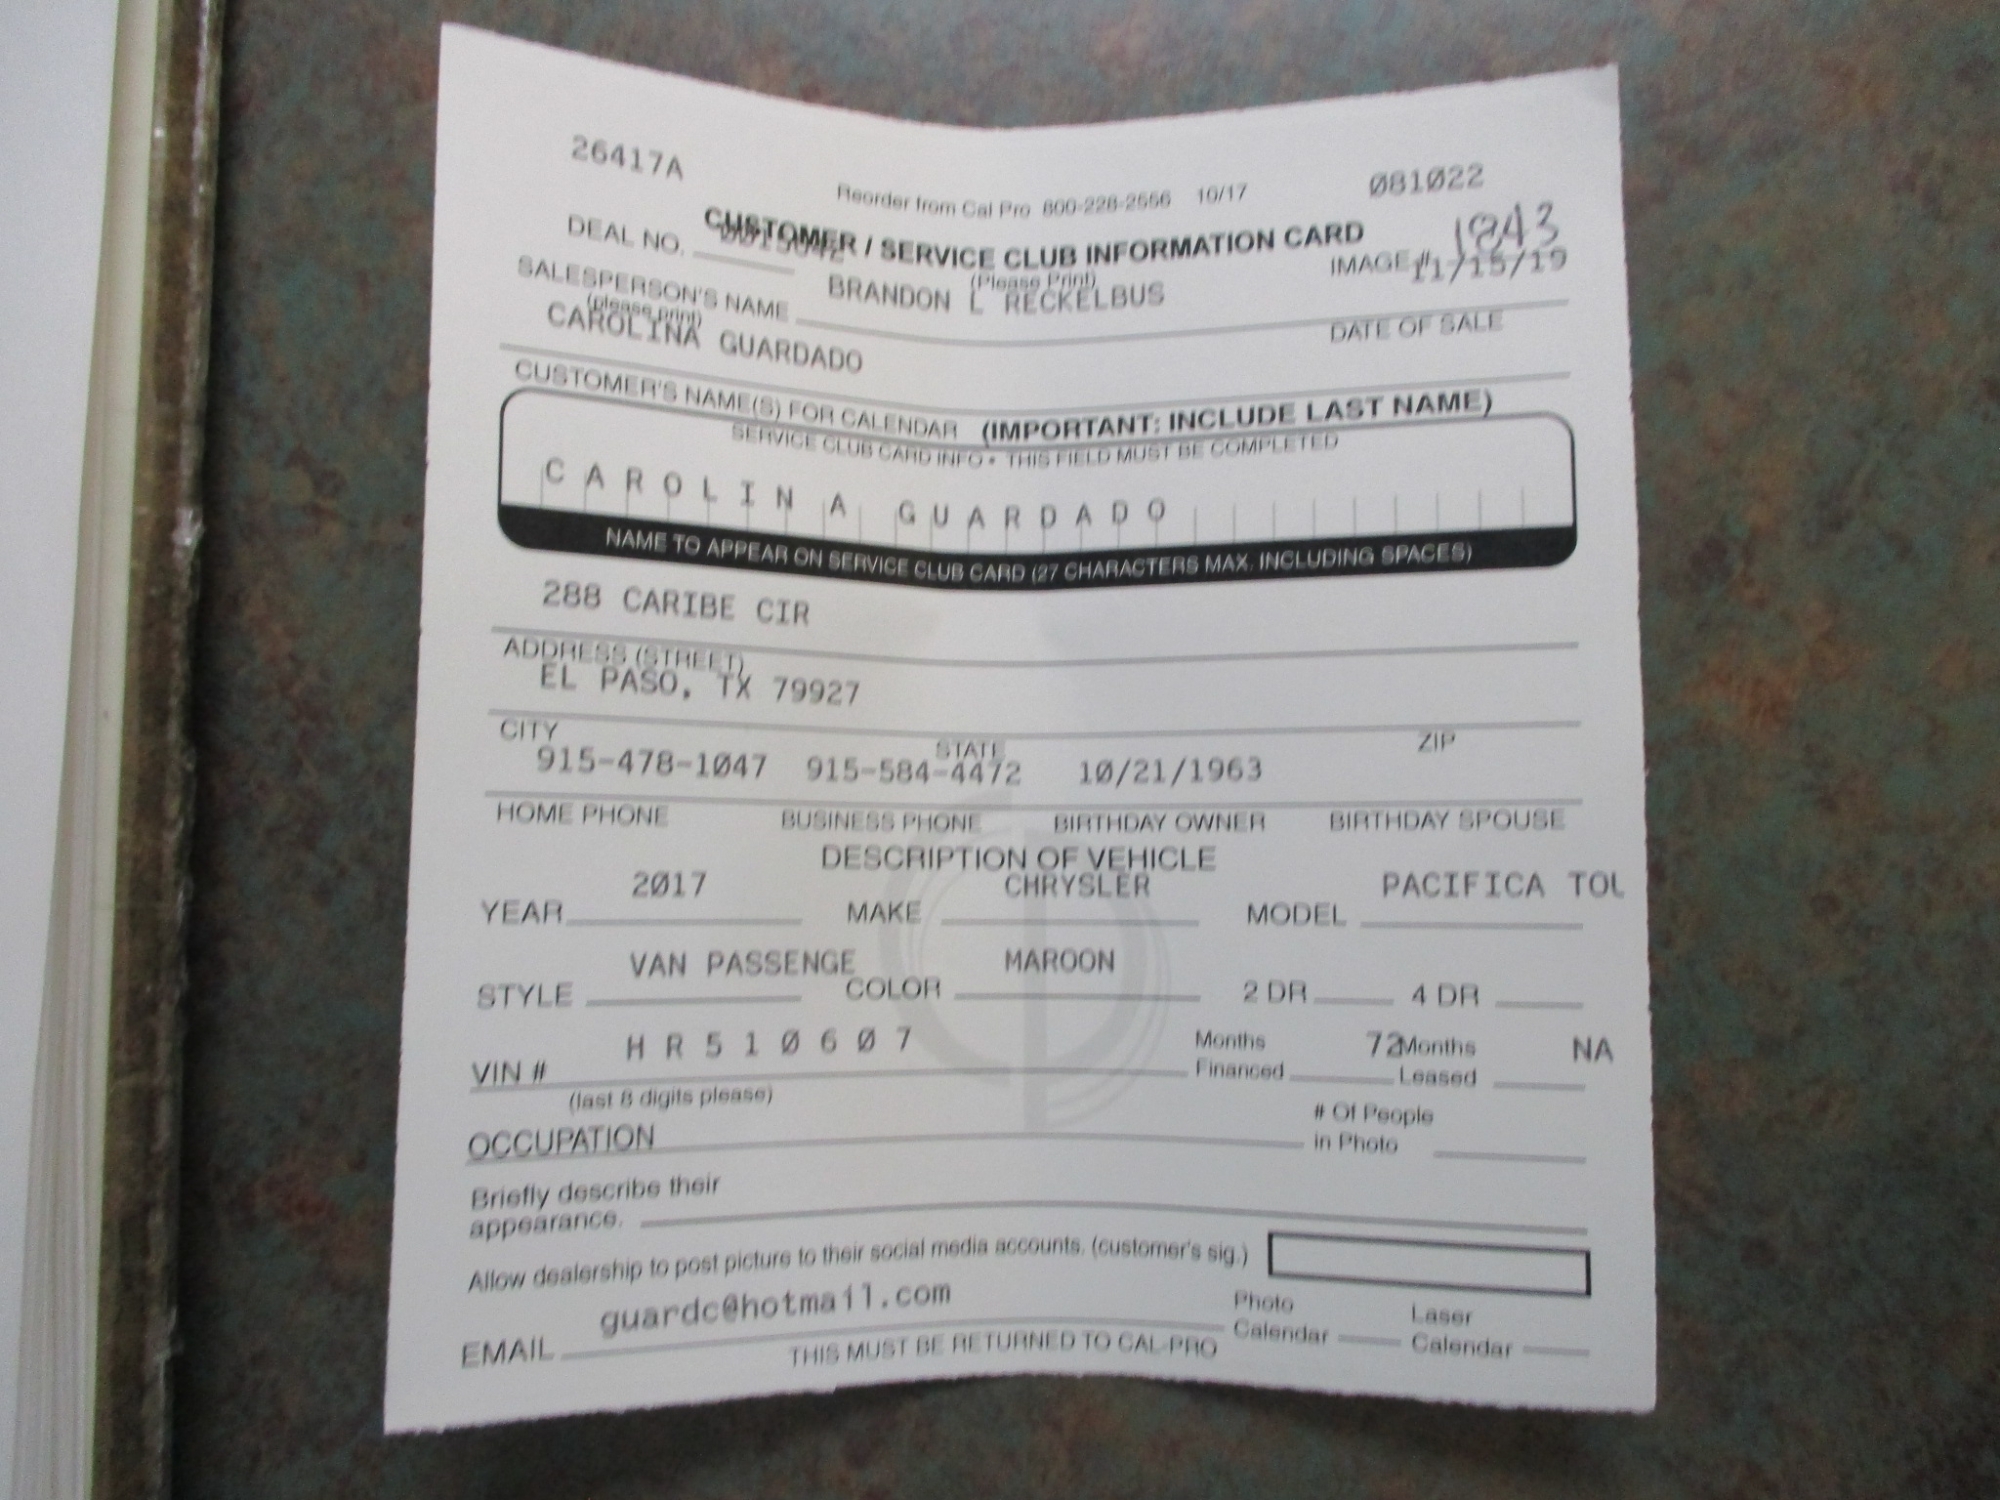 26417A
Reorder from Cal Pro 800-228-2556 10/17
081022
CUSTOMER / SERVICE CLUB INFORMATION CARD
(Please Print)
DEAL NO.
IMAGE # 1843
11/15/19
SALESPERSON'S NAME BRANDON L RECKELBUS
(please print)
DATE OF SALE
CAROLINA GUARDADO
CUSTOMER'S NAME(S) FOR CALENDAR (IMPORTANT: INCLUDE LAST NAME)
SERVICE CLUB CARD INFO • THIS FIELD MUST BE COMPLETED
C A R O L I N A G U A R D A D O
NAME TO APPEAR ON SERVICE CLUB CARD (27 CHARACTERS MAX. INCLUDING SPACES)
288 CARIBE CIR
ADDRESS (STREET)
EL PASO, TX 79927
CITY STATE ZIP
915-478-1047 915-584-4472 10/21/1963
HOME PHONE BUSINESS PHONE BIRTHDAY OWNER BIRTHDAY SPOUSE
DESCRIPTION OF VEHICLE
YEAR 2017 MAKE CHRYSLER MODEL PACIFICA TOU
STYLE VAN PASSENGE COLOR MAROON 2 DR 4 DR
VIN # H R 5 1 0 6 0 7 Months Financed 72 Months Leased NA
(last 8 digits please)
OCCUPATION # Of People in Photo
Briefly describe their
appearance.
Allow dealership to post picture to their social media accounts. (customer's sig.)
EMAIL guardc@hotmail.com Photo Calendar Laser Calendar
THIS MUST BE RETURNED TO CAL-PRO